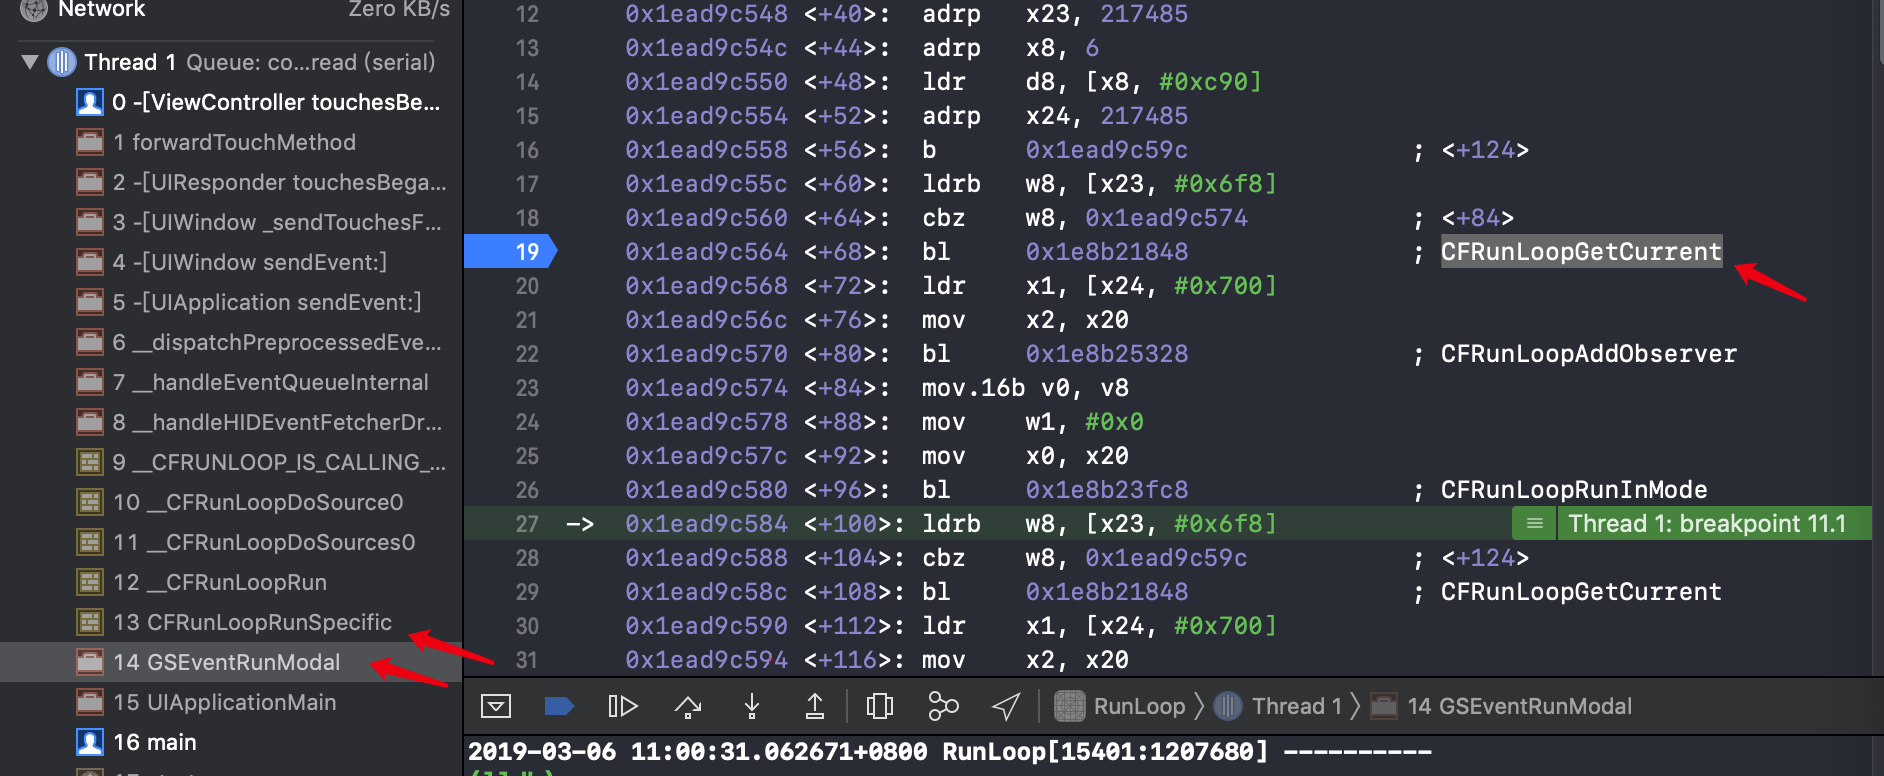 Network Zero KB/s
Thread 1 Queue: co...read (serial)
0 -[ViewController touchesBe...
1 forwardTouchMethod
2 -[UIResponder touchesBega...
3 -[UIWindow _sendTouchesF...
4 -[UIWindow sendEvent:]
5 -[UIApplication sendEvent:]
6 __dispatchPreprocessedEve...
7 __handleEventQueueInternal
8 __handleHIDEventFetcherDr...
9 __CFRUNLOOP_IS_CALLING_...
10 __CFRunLoopDoSource0
11 __CFRunLoopDoSources0
12 __CFRunLoopRun
13 CFRunLoopRunSpecific
14 GSEventRunModal
15 UIApplicationMain
16 main
12 0x1ead9c548 <+40>: adrp x23, 217485
13 0x1ead9c54c <+44>: adrp x8, 6
14 0x1ead9c550 <+48>: ldr d8, [x8, #0xc90]
15 0x1ead9c554 <+52>: adrp x24, 217485
16 0x1ead9c558 <+56>: b 0x1ead9c59c ; <+124>
17 0x1ead9c55c <+60>: ldrb w8, [x23, #0x6f8]
18 0x1ead9c560 <+64>: cbz w8, 0x1ead9c574 ; <+84>
19 0x1ead9c564 <+68>: bl 0x1e8b21848 ; CFRunLoopGetCurrent
20 0x1ead9c568 <+72>: ldr x1, [x24, #0x700]
21 0x1ead9c56c <+76>: mov x2, x20
22 0x1ead9c570 <+80>: bl 0x1e8b25328 ; CFRunLoopAddObserver
23 0x1ead9c574 <+84>: mov.16b v0, v8
24 0x1ead9c578 <+88>: mov w1, #0x0
25 0x1ead9c57c <+92>: mov x0, x20
26 0x1ead9c580 <+96>: bl 0x1e8b23fc8 ; CFRunLoopRunInMode
27 -> 0x1ead9c584 <+100>: ldrb w8, [x23, #0x6f8] Thread 1: breakpoint 11.1
28 0x1ead9c588 <+104>: cbz w8, 0x1ead9c59c ; <+124>
29 0x1ead9c58c <+108>: bl 0x1e8b21848 ; CFRunLoopGetCurrent
30 0x1ead9c590 <+112>: ldr x1, [x24, #0x700]
31 0x1ead9c594 <+116>: mov x2, x20
RunLoop 〉 Thread 1 〉 14 GSEventRunModal
2019-03-06 11:00:31.062671+0800 RunLoop[15401:1207680] ----------